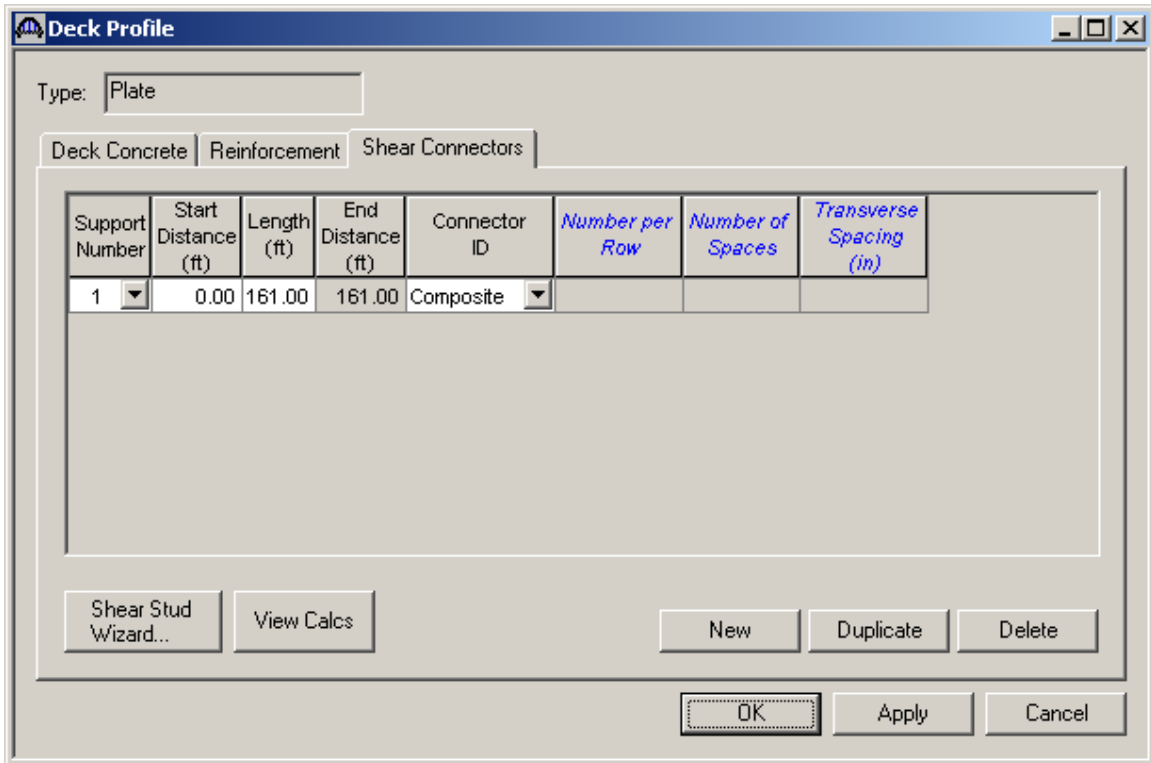 Deck Profile
Type: Plate
Deck Concrete Reinforcement Shear Connectors
Support Number Start Distance (ft) Length (ft) End Distance (ft) Connector ID Number per Row Number of Spaces Transverse Spacing (in)
1 0.00 161.00 161.00 Composite
Shear Stud Wizard... View Calcs New Duplicate Delete
OK Apply Cancel